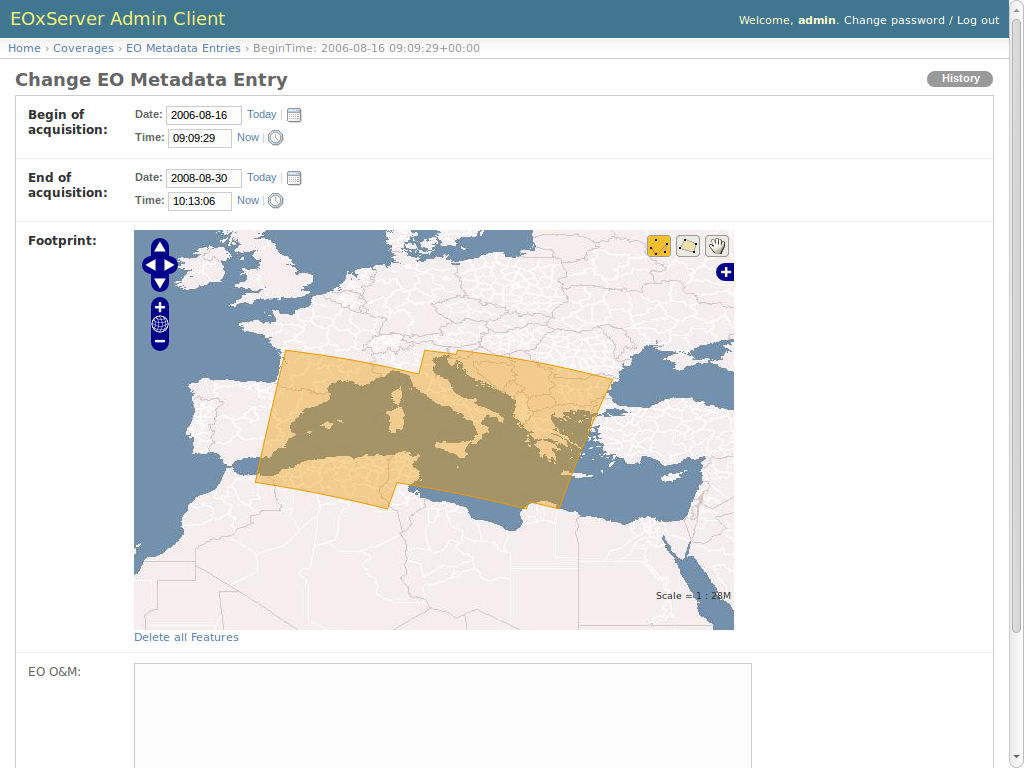 EOxServer Admin Client
Welcome, admin. Change password / Log out
Home › Coverages › EO Metadata Entries › BeginTime: 2006-08-16 09:09:29+00:00
Change EO Metadata Entry
History
Begin of acquisition:
Date: 2006-08-16 Today |
Time: 09:09:29 Now |
End of acquisition:
Date: 2008-08-30 Today |
Time: 10:13:06 Now |
Footprint:
Scale = 1 : 28M
Delete all Features
EO O&M: